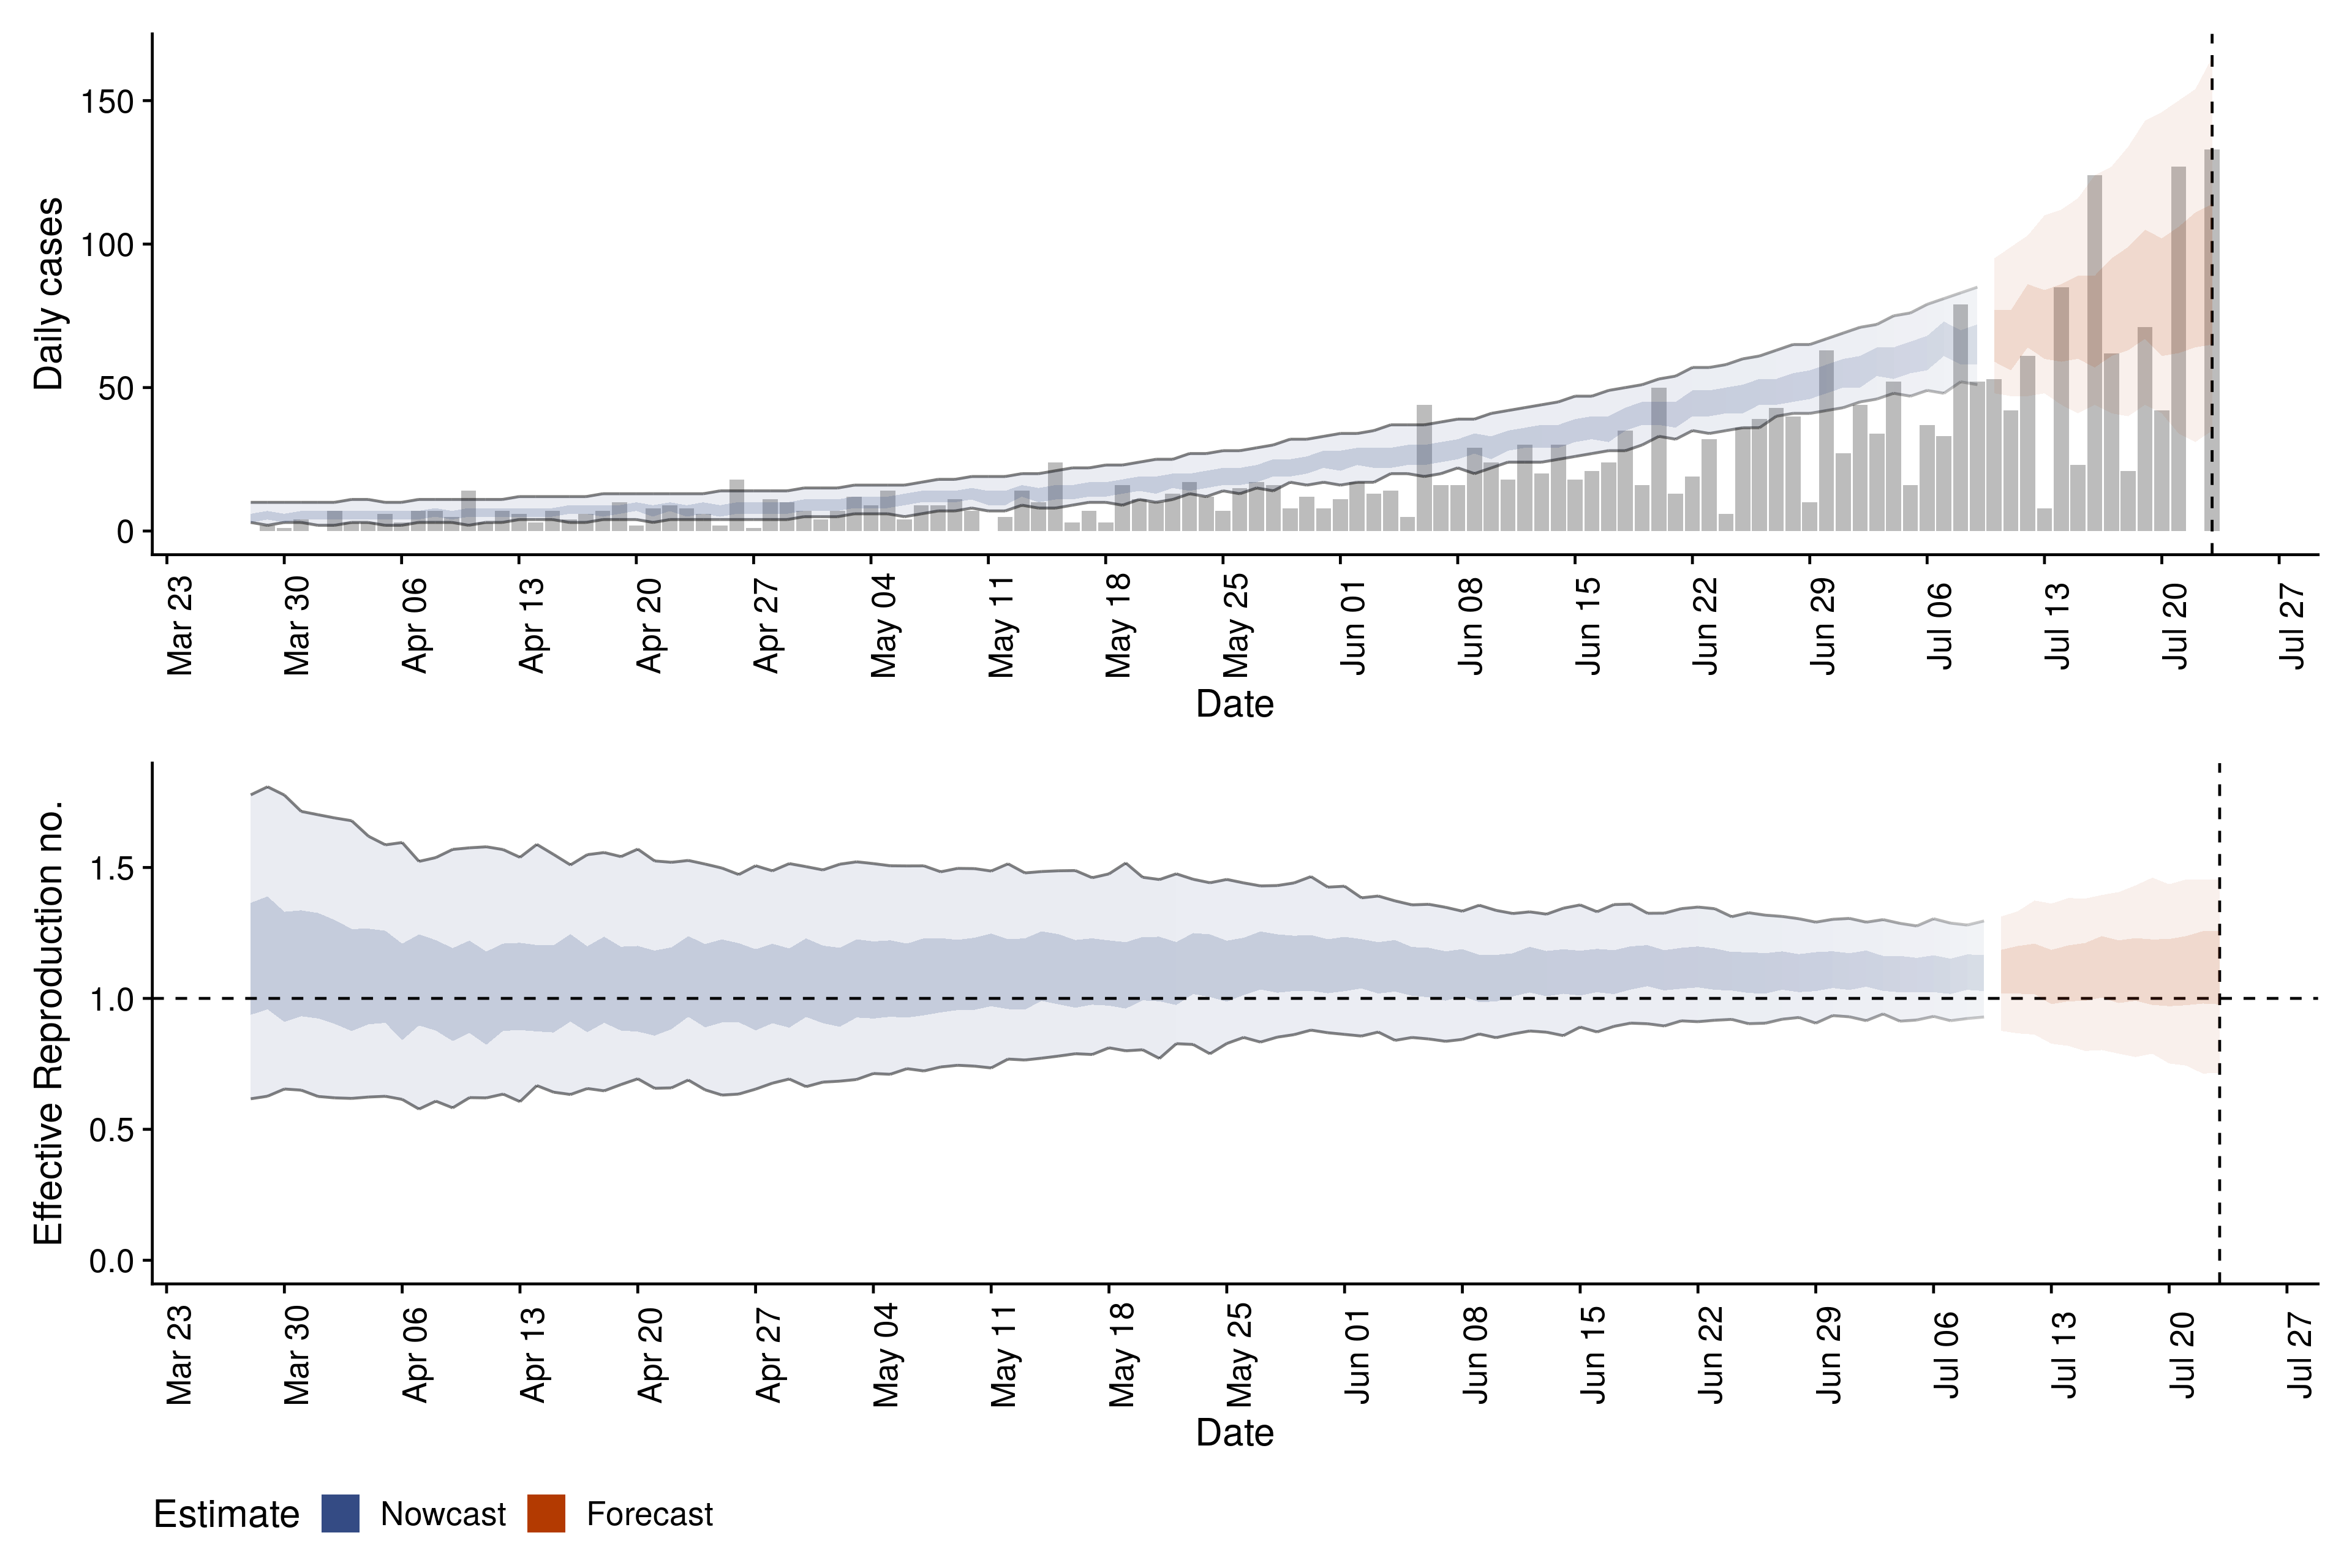 Daily cases
150
100
50
0
Mar 23
Mar 30
Apr 06
Apr 13
Apr 20
Apr 27
May 04
May 11
May 18
May 25
Jun 01
Jun 08
Jun 15
Jun 22
Jun 29
Jul 06
Jul 13
Jul 20
Jul 27
Date
Effective Reproduction no.
1.5
1.0
0.5
0.0
Mar 23
Mar 30
Apr 06
Apr 13
Apr 20
Apr 27
May 04
May 11
May 18
May 25
Jun 01
Jun 08
Jun 15
Jun 22
Jun 29
Jul 06
Jul 13
Jul 20
Jul 27
Date
Estimate Nowcast Forecast